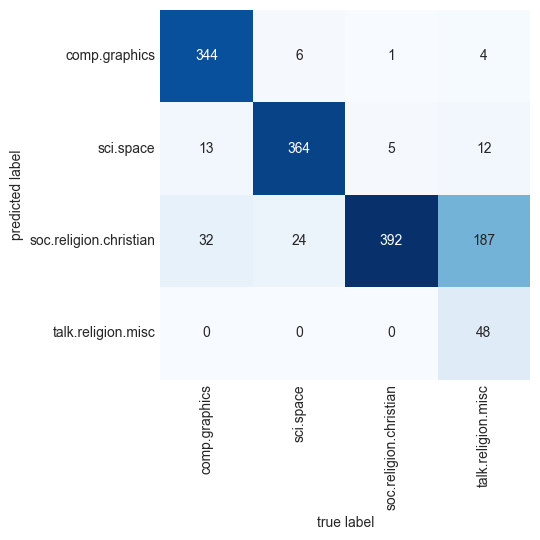 predicted label
comp.graphics 344 6 1 4
sci.space 13 364 5 12
soc.religion.christian 32 24 392 187
talk.religion.misc 0 0 0 48
comp.graphics
sci.space
soc.religion.christian
talk.religion.misc
true label